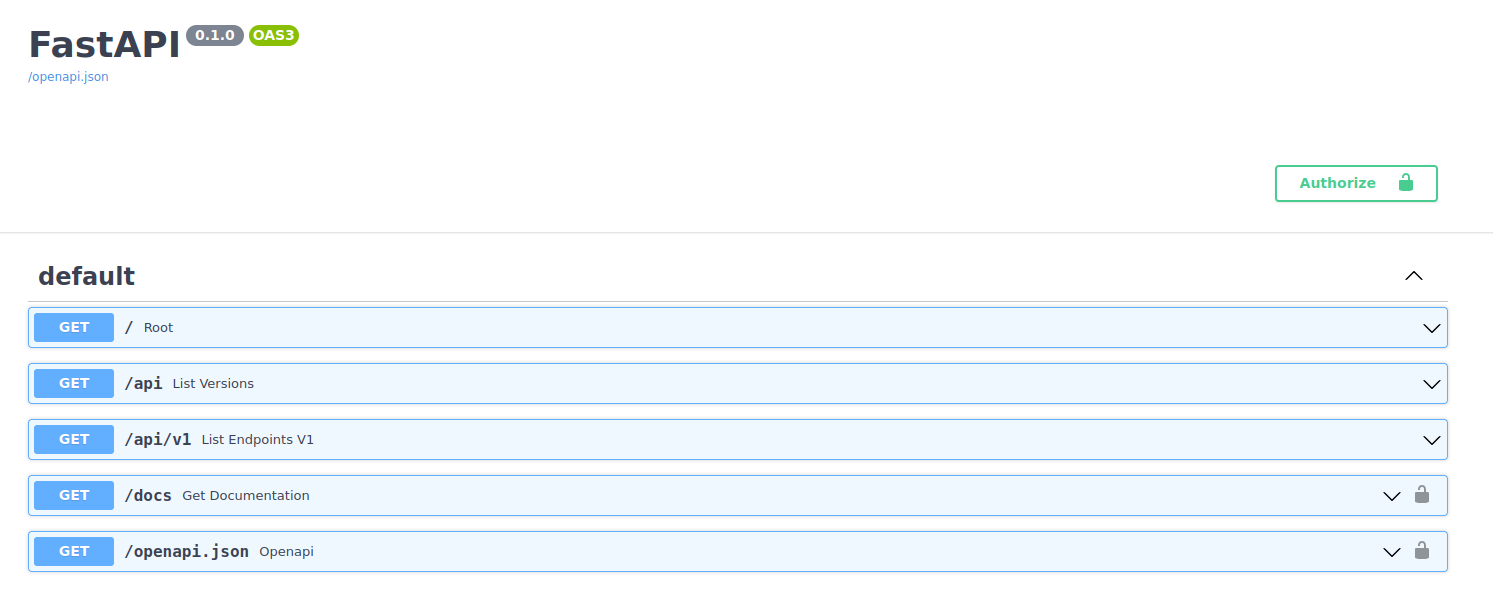 FastAPI 0.1.0 OAS3
/openapi.json
Authorize
default
GET / Root
GET /api List Versions
GET /api/v1 List Endpoints V1
GET /docs Get Documentation
GET /openapi.json Openapi